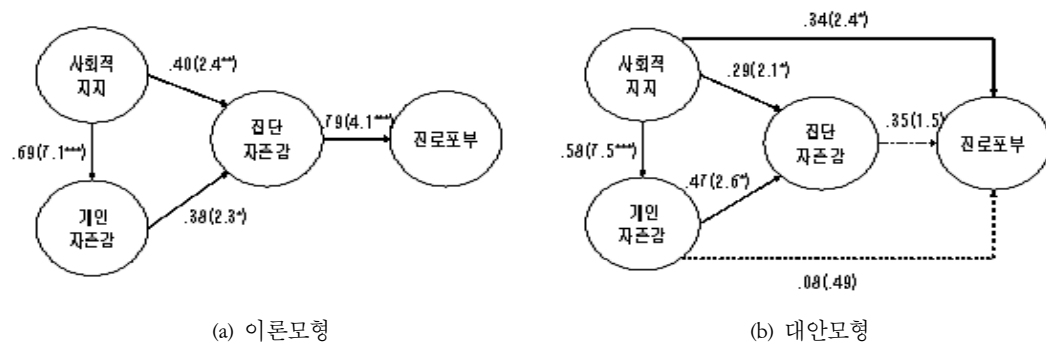 사회적
지지
.40(2.4**)
집단
자존감
.79(4.1***)
진로포부
.69(7.1***)
개인
자존감
.38(2.3*)
(a) 이론모형
.34(2.4*)
사회적
지지
.29(2.1*)
집단
자존감
.35(1.5)
진로포부
.58(7.5***)
개인
자존감
.47(2.6*)
.08(.49)
(b) 대안모형